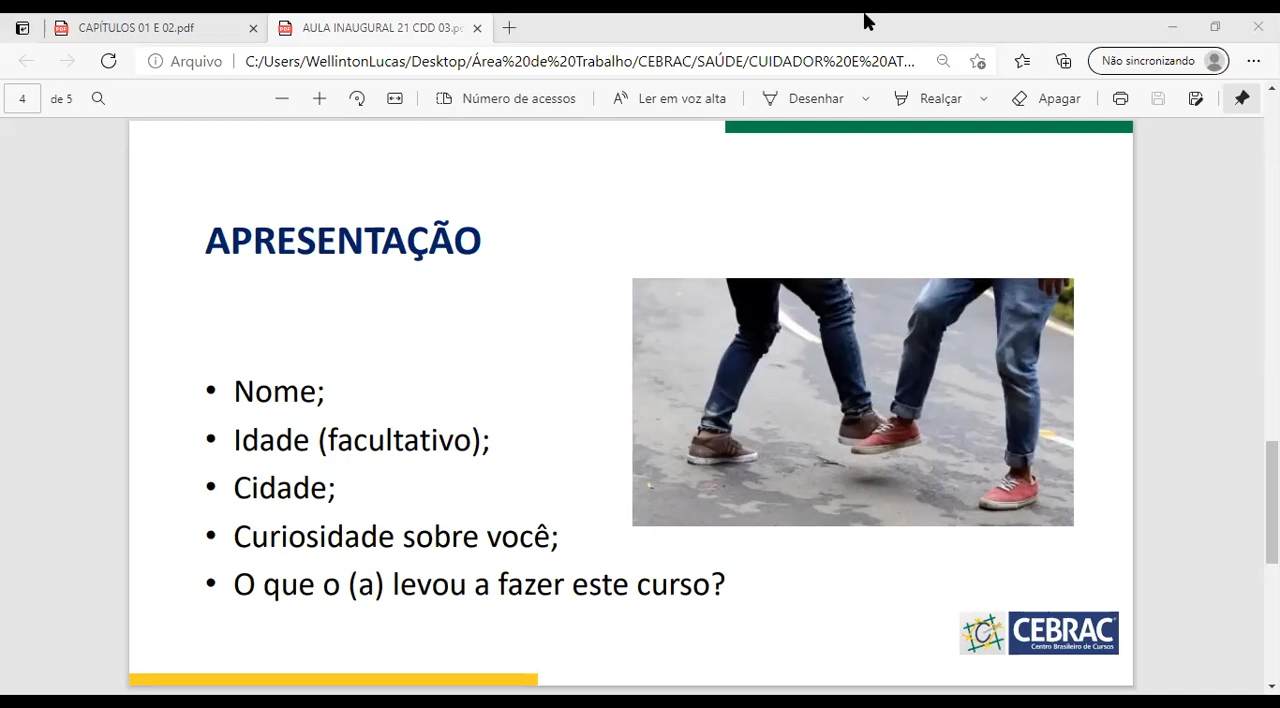 CAPÍTULOS 01 E 02.pdf
AULA INAUGURAL 21 CDD 03.p
Arquivo
C:/Users/WellintonLucas/Desktop/Área%20de%20Trabalho/CEBRAC/SAÚDE/CUIDADOR%20E%20AT...
Não sincronizando
4 de 5
Número de acessos
Ler em voz alta
Desenhar
Realçar
Apagar
APRESENTAÇÃO
• Nome;
• Idade (facultativo);
• Cidade;
• Curiosidade sobre você;
• O que o (a) levou a fazer este curso?
CEBRAC
Centro Brasileiro de Cursos